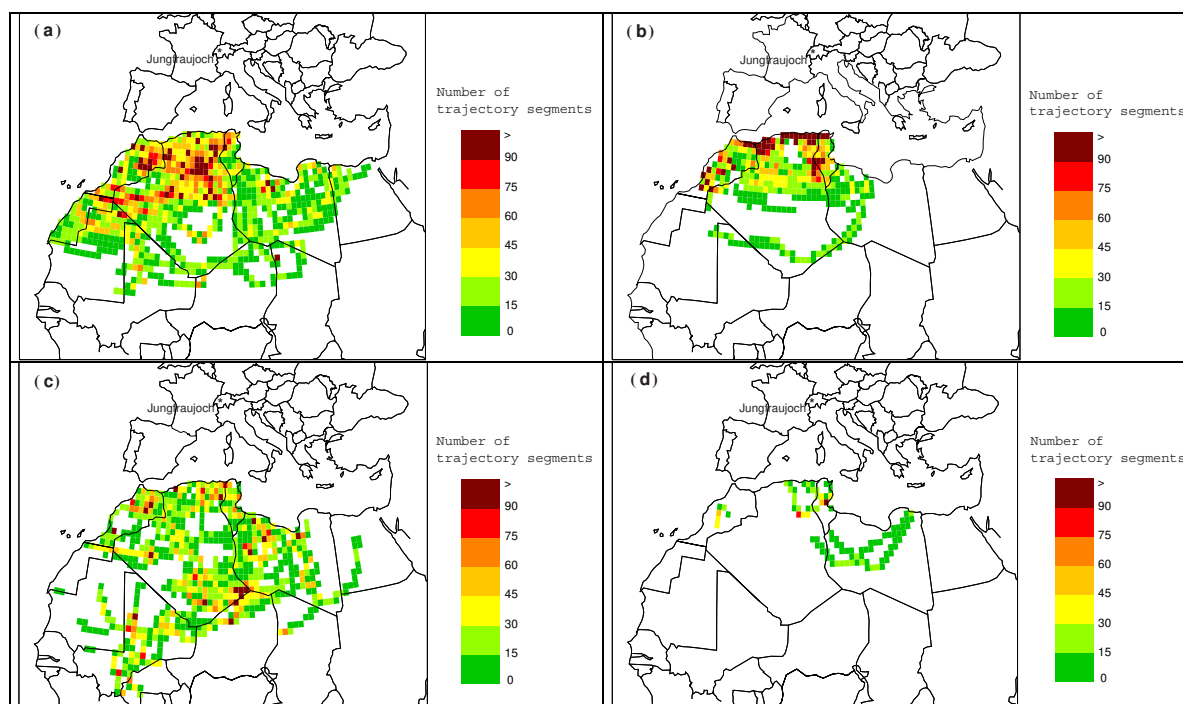 (a)
Jungfraujoch
*
Number of
trajectory segments
>
90
75
60
45
30
15
0
(b)
Jungfraujoch
*
Number of
trajectory segments
>
90
75
60
45
30
15
0
(c)
Jungfraujoch
*
Number of
trajectory segments
>
90
75
60
45
30
15
0
(d)
Jungfraujoch
*
Number of
trajectory segments
>
90
75
60
45
30
15
0